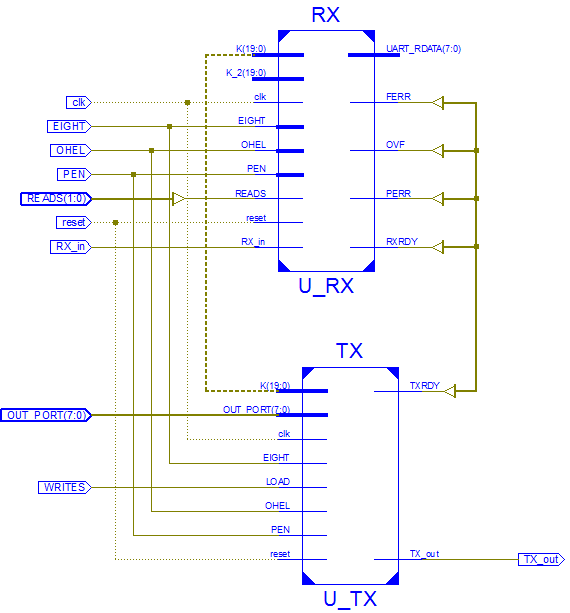 RX
K(19:0)
UART_RDATA(7:0)
K_2(19:0)
clk
clk
FERR
EIGHT
EIGHT
OHEL
OHEL
OVF
PEN
PEN
READS(1:0)
READS
PERR
reset
reset
RX_in
RX_in
RXRDY
U_RX
TX
K(19:0)
TXRDY
OUT_PORT(7:0)
OUT_PORT(7:0)
clk
EIGHT
WRITES
LOAD
OHEL
PEN
reset
TX_out
TX_out
U_TX